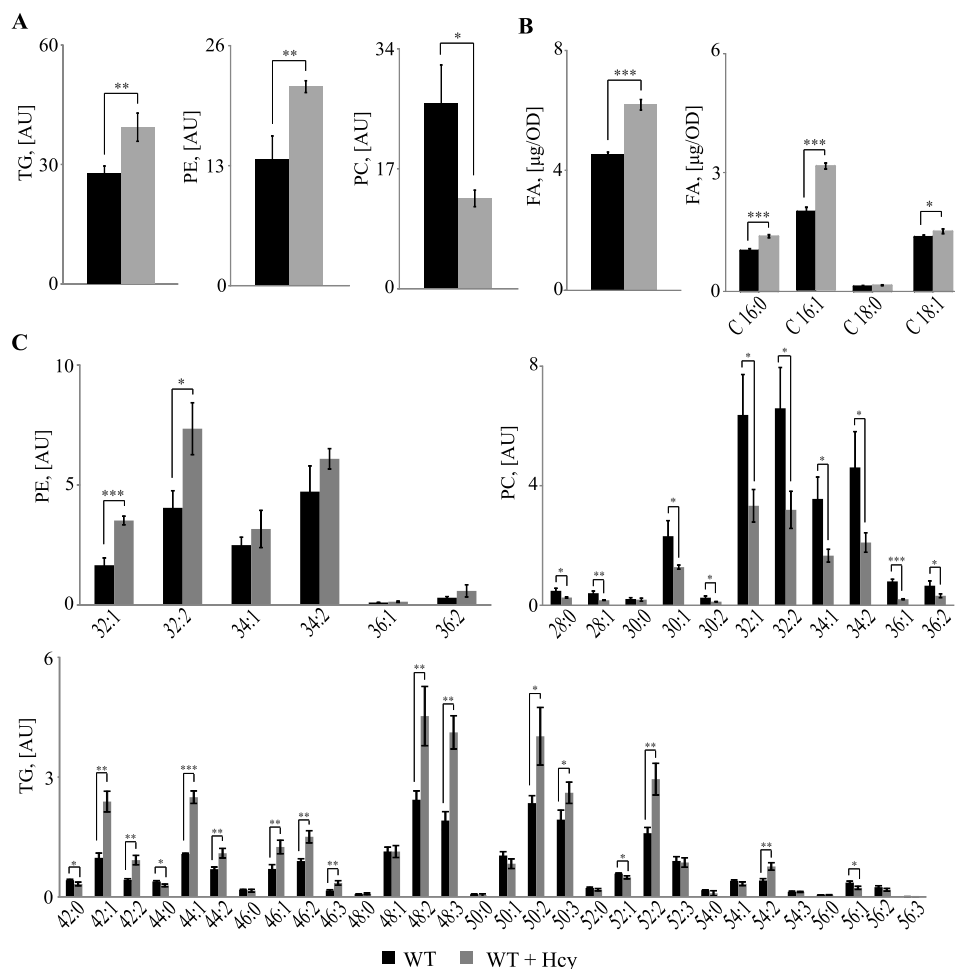 A
B
60
30
0
TG, [AU]
**
26
13
0
PE, [AU]
**
34
17
0
PC, [AU]
*
8
4
0
FA, [µg/OD]
***
6
3
0
FA, [µg/OD]
***
***
*
C 16:0 C 16:1 C 18:0 C 18:1
C
10
5
0
PE, [AU]
***
*
32:1 32:2 34:1 34:2 36:1 36:2
8
4
0
PC, [AU]
* ** * * * * * * *** *
28:0 28:1 30:0 30:1 30:2 32:1 32:2 34:1 34:2 36:1 36:2
6
3
0
TG, [AU]
* ** ** * *** ** ** ** ** ** ** * * * ** ** *
42:0 42:1 42:2 44:0 44:1 44:2 46:0 46:1 46:2 46:3 48:0 48:1 48:2 48:3 50:0 50:1 50:2 50:3 52:0 52:1 52:2 52:3 54:0 54:1 54:2 54:3 56:0 56:1 56:2 56:3
WT WT + Hcy